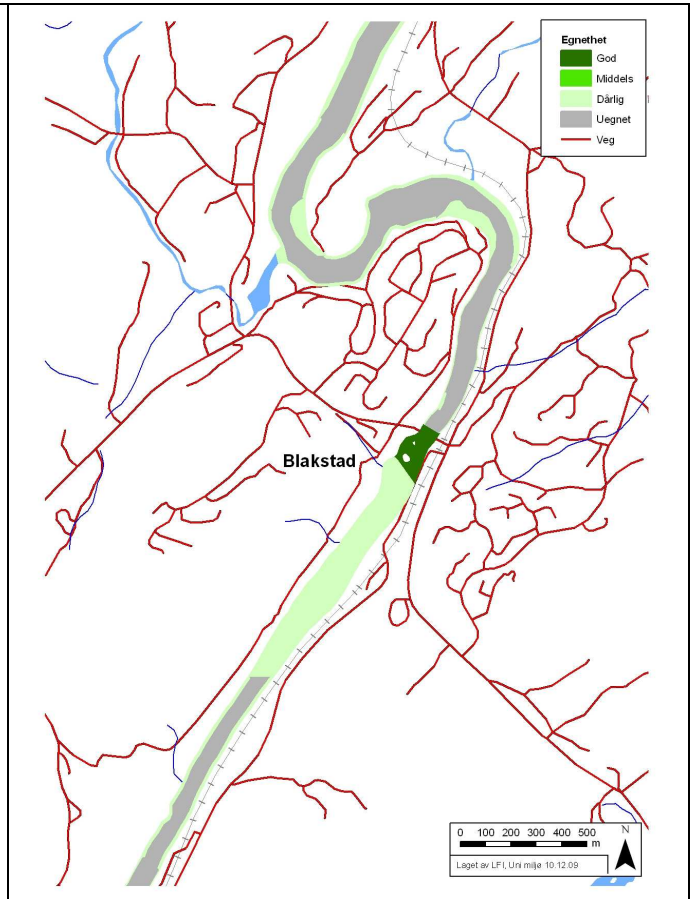 Egnethet
God
Middels
Dårlig
Uegnet
Veg
Blakstad
0 100 200 300 400 500
m
N
Laget av LFI, Uni miljø 10.12.09